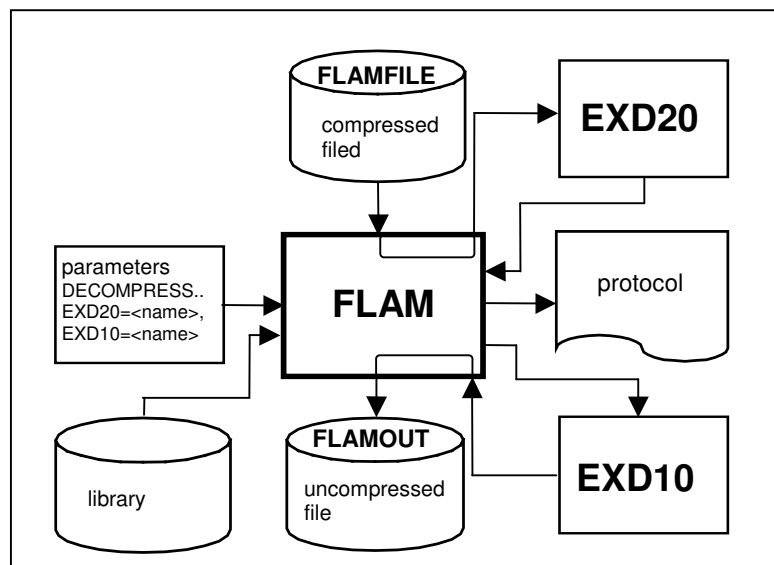 FLAMFILE
compressed
filed
EXD20
parameters
DECOMPRESS..
EXD20=<name>,
EXD10=<name>
FLAM
protocol
library
FLAMOUT
uncompressed
file
EXD10